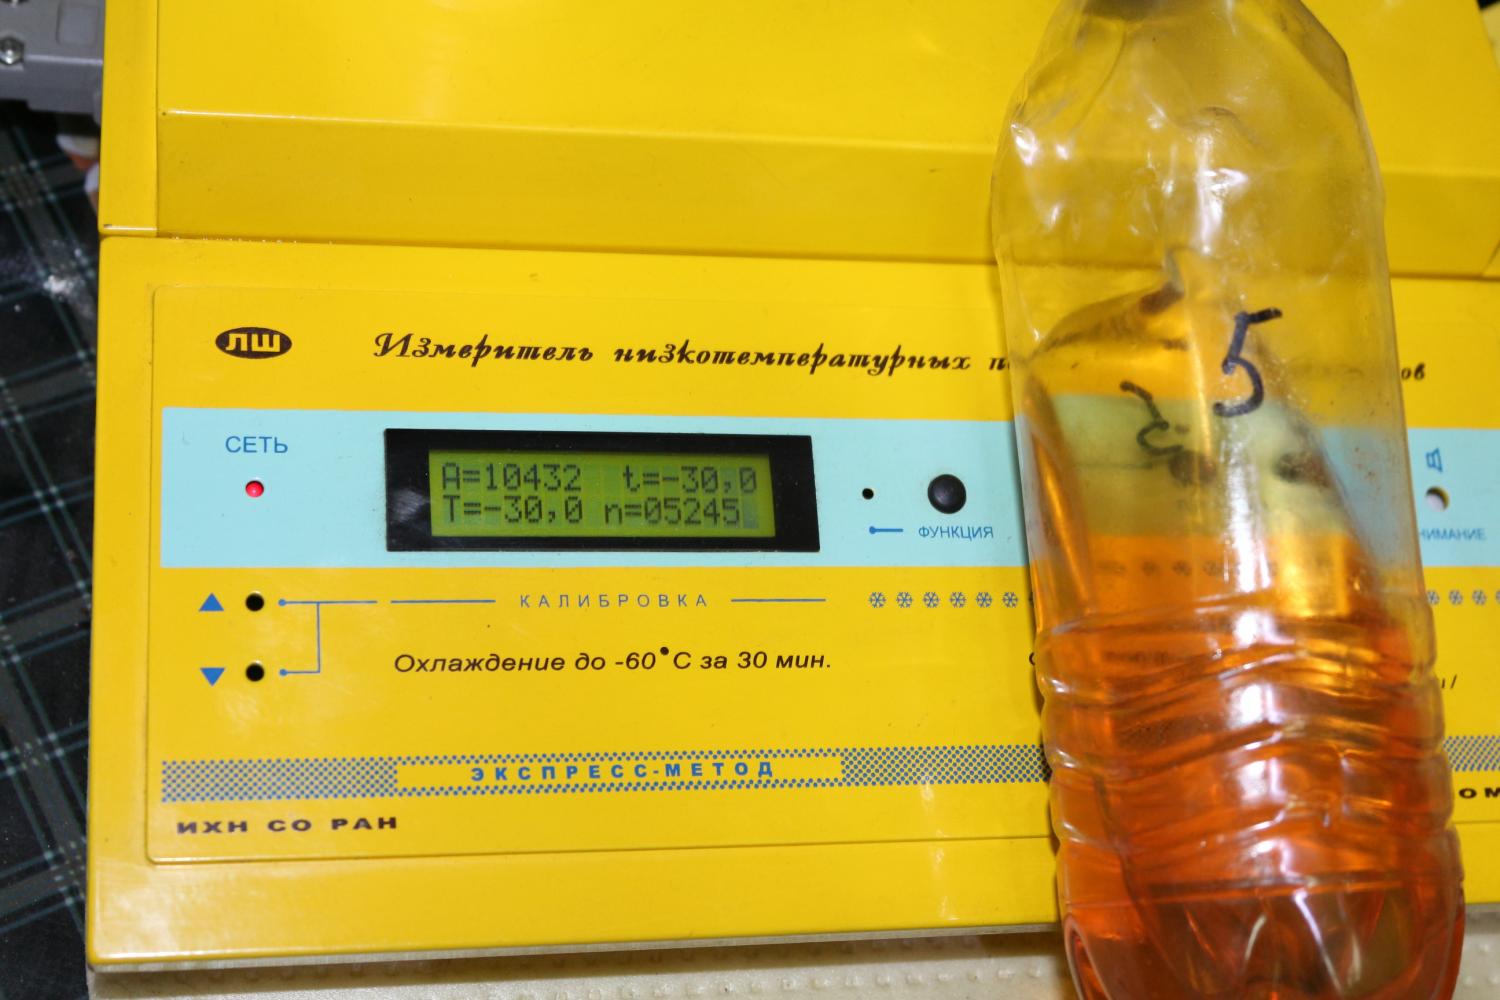 ЛШ
Измеритель низкотемпературных
СЕТЬ
A=10432 t=-30,0
T=-30,0 n=05245
ФУНКЦИЯ
5
КАЛИБРОВКА
Охлаждение до -60°С за 30 мин.
ЭКСПРЕСС-МЕТОД
ИХН СО РАН